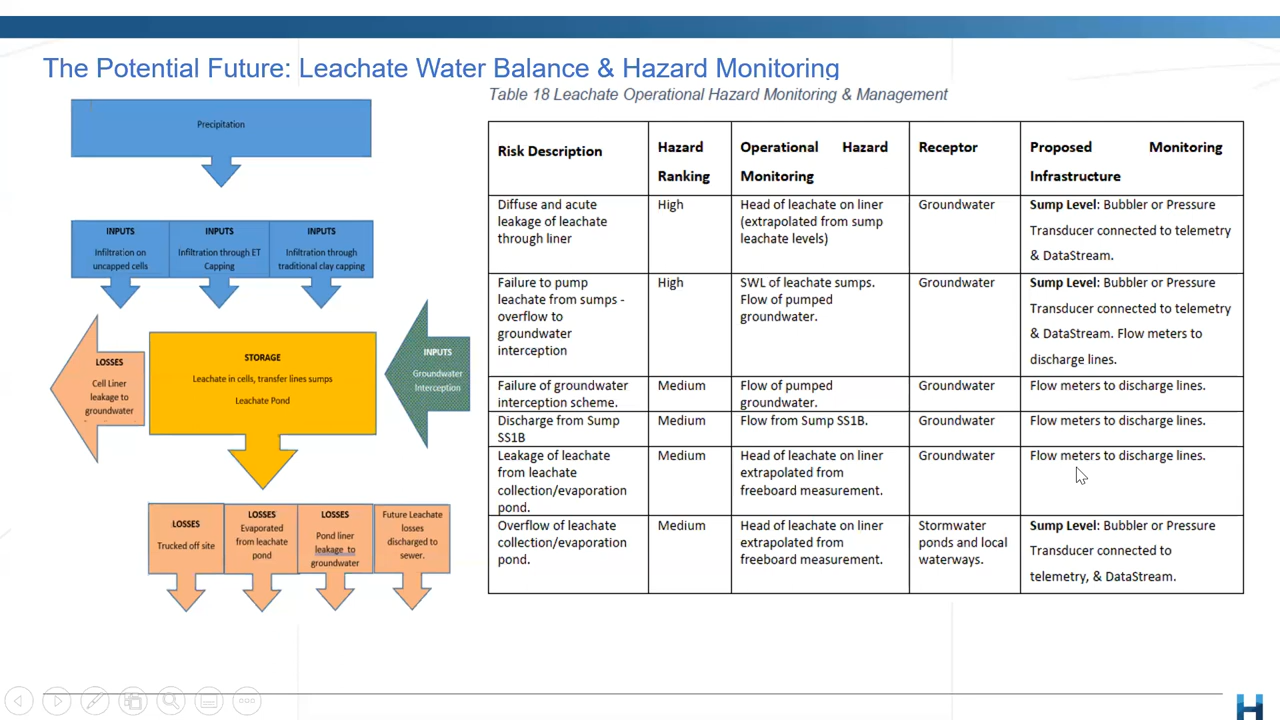 The Potential Future: Leachate Water Balance & Hazard Monitoring
Precipitation
INPUTS
Infiltration on
uncapped cells
INPUTS
Infiltration through ET
Capping
INPUTS
Infiltration through
traditional clay capping
LOSSES
Cell Liner
leakage to
groundwater
STORAGE
Leachate in cells, transfer lines sumps
Leachate Pond
INPUTS
Groundwater
Interception
LOSSES
Trucked off site
LOSSES
Evaporated
from leachate
pond
LOSSES
Pond liner
leakage to
groundwater
Future Leachate
losses
discharged to
sewer.
Table 18 Leachate Operational Hazard Monitoring & Management
Risk Description
Hazard
Ranking
Operational Hazard
Monitoring
Receptor
Proposed Monitoring
Infrastructure
Diffuse and acute
leakage of leachate
through liner
High
Head of leachate on liner
(extrapolated from sump
leachate levels)
Groundwater
Sump Level: Bubbler or Pressure
Transducer connected to telemetry
& DataStream.
Failure to pump
leachate from sumps -
overflow to
groundwater
interception
High
SWL of leachate sumps.
Flow of pumped
groundwater.
Groundwater
Sump Level: Bubbler or Pressure
Transducer connected to telemetry
& DataStream. Flow meters to
discharge lines.
Failure of groundwater
interception scheme.
Medium
Flow of pumped
groundwater.
Groundwater
Flow meters to discharge lines.
Discharge from Sump
SS1B
Medium
Flow from Sump SS1B.
Groundwater
Flow meters to discharge lines.
Leakage of leachate
from leachate
collection/evaporation
pond.
Medium
Head of leachate on liner
extrapolated from
freeboard measurement.
Groundwater
Flow meters to discharge lines.
Overflow of leachate
collection/evaporation
pond.
Medium
Head of leachate on liner
extrapolated from
freeboard measurement.
Stormwater
ponds and local
waterways.
Sump Level: Bubbler or Pressure
Transducer connected to
telemetry, & DataStream.